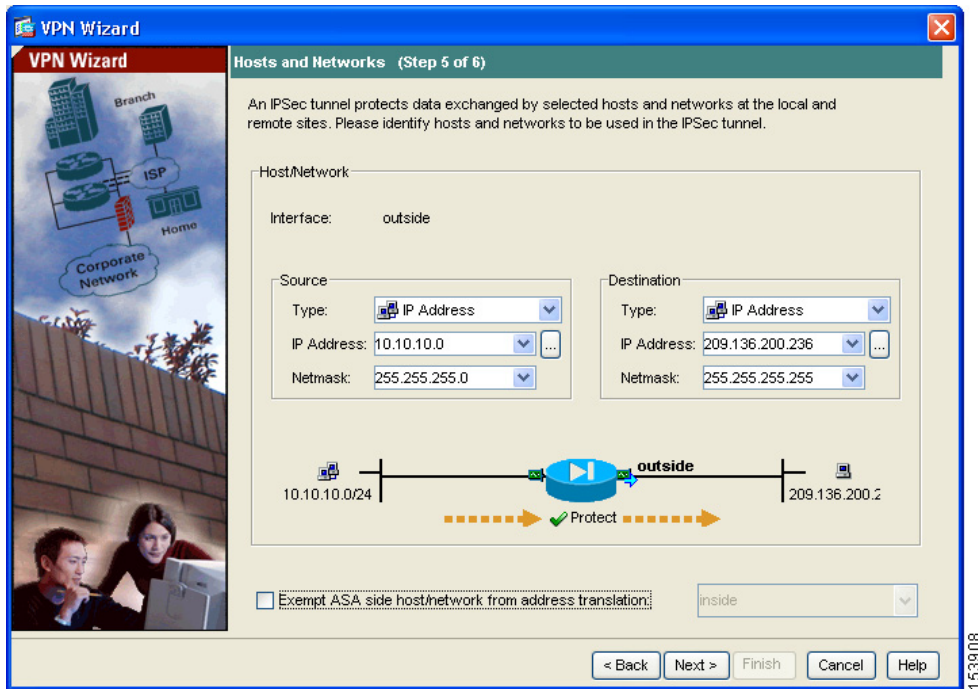 VPN Wizard
VPN Wizard
Hosts and Networks (Step 5 of 6)
Branch
ISP
Home
Corporate
Network
An IPSec tunnel protects data exchanged by selected hosts and networks at the local and
remote sites. Please identify hosts and networks to be used in the IPSec tunnel.
Host/Network
Interface: outside
Source
Type: IP Address
IP Address: 10.10.10.0 ...
Netmask: 255.255.255.0
Destination
Type: IP Address
IP Address: 209.136.200.236 ...
Netmask: 255.255.255.255
outside
10.10.10.0/24
209.136.200.2
Protect
Exempt ASA side host/network from address translation:
inside
< Back
Next >
Finish
Cancel
Help
153908